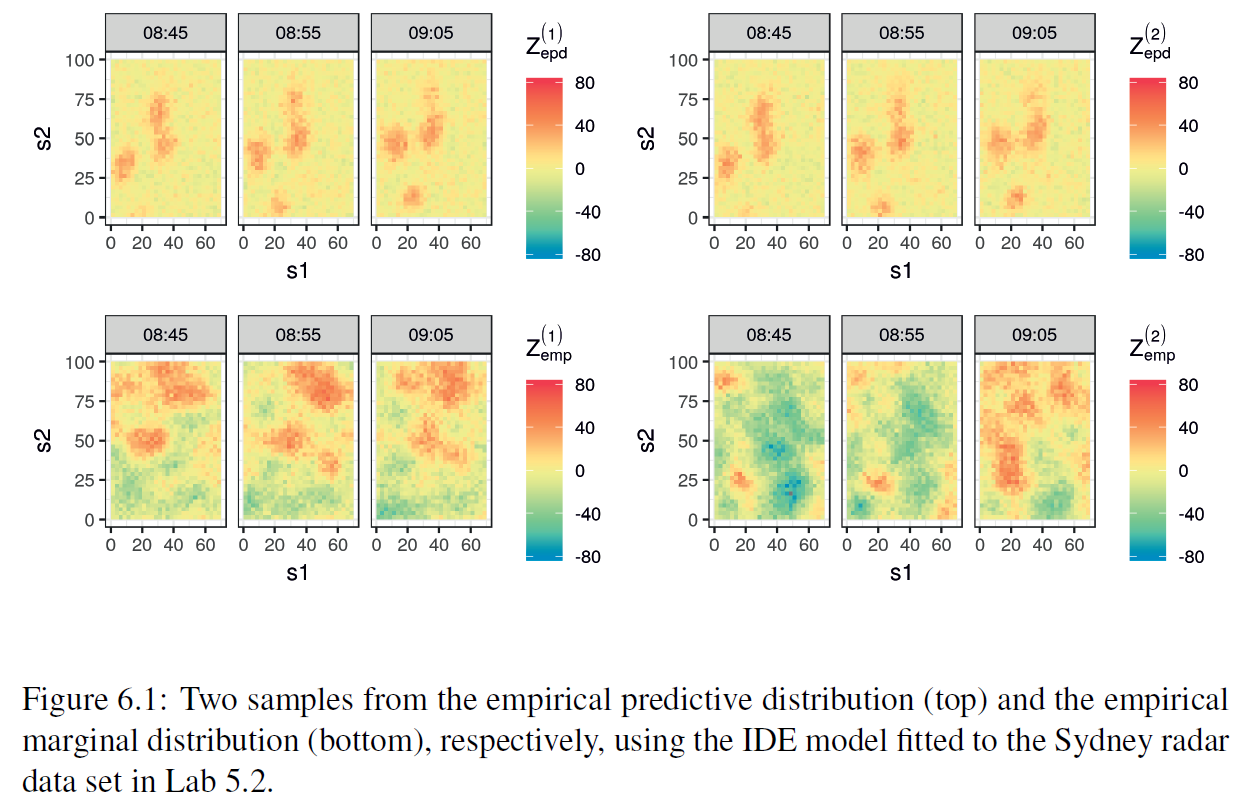 08:45 08:55 09:05
Z(1)epd
80
40
0
-40
-80
100
75
50
25
0
s2
0 20 40 60 0 20 40 60 0 20 40 60
s1
08:45 08:55 09:05
Z(2)epd
80
40
0
-40
-80
100
75
50
25
0
s2
0 20 40 60 0 20 40 60 0 20 40 60
s1
08:45 08:55 09:05
Z(1)emp
80
40
0
-40
-80
100
75
50
25
0
s2
0 20 40 60 0 20 40 60 0 20 40 60
s1
08:45 08:55 09:05
Z(2)emp
80
40
0
-40
-80
100
75
50
25
0
s2
0 20 40 60 0 20 40 60 0 20 40 60
s1
Figure 6.1: Two samples from the empirical predictive distribution (top) and the empirical
marginal distribution (bottom), respectively, using the IDE model fitted to the Sydney radar
data set in Lab 5.2.